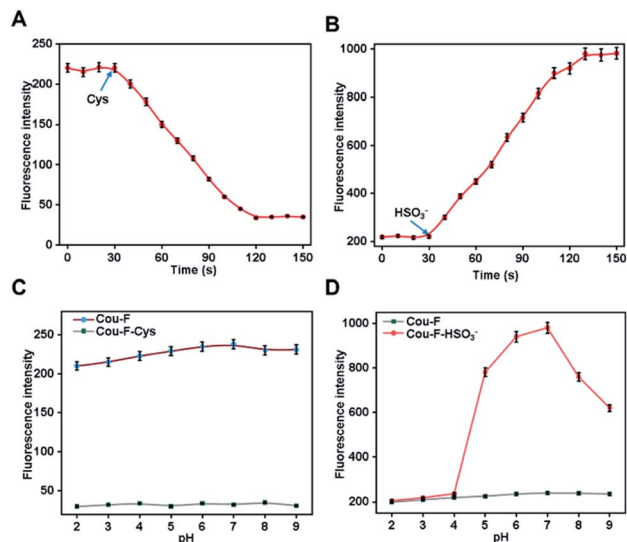 A
250
200
150
100
50
0
Fluorescence intensity
Cys
0 30 60 90 120 150
Time (s)
B
1000
800
600
400
200
Fluorescence intensity
HSO₃⁻
0 30 60 90 120 150
Time (s)
C
Cou-F
Cou-F-Cys
250
200
150
100
50
Fluorescence intensity
2 3 4 5 6 7 8 9
pH
D
Cou-F
Cou-F-HSO₃⁻
1000
800
600
400
200
Fluorescence intensity
2 3 4 5 6 7 8 9
pH